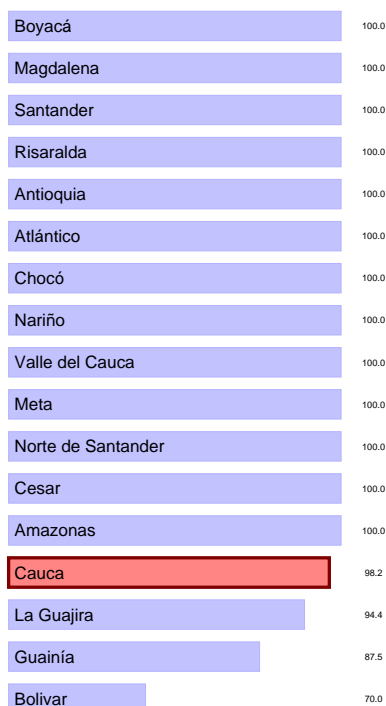 Boyacá 100.0
Magdalena 100.0
Santander 100.0
Risaralda 100.0
Antioquia 100.0
Atlántico 100.0
Chocó 100.0
Nariño 100.0
Valle del Cauca 100.0
Meta 100.0
Norte de Santander 100.0
Cesar 100.0
Amazonas 100.0
Cauca 98.2
La Guajira 94.4
Guainía 87.5
Bolivar 70.0